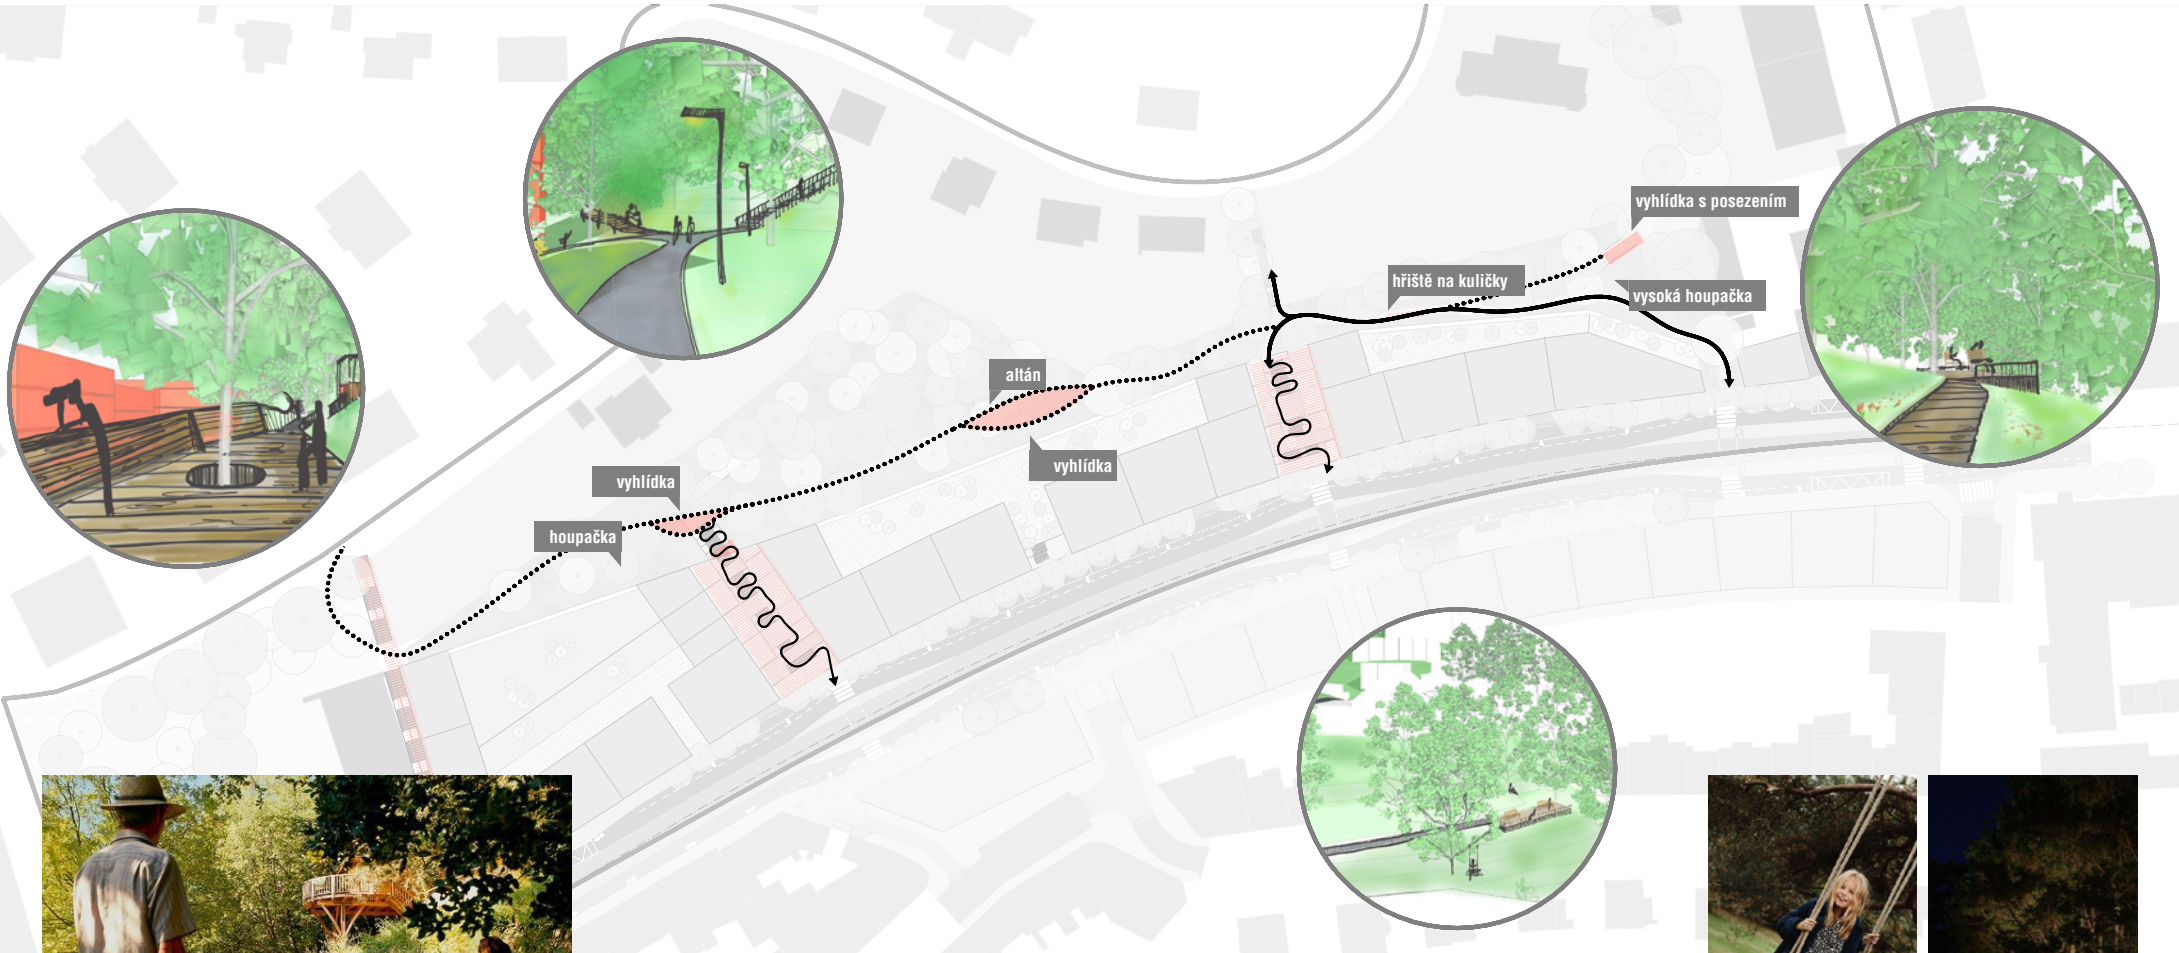 vyhlídka s posezením
hřiště na kuličky
vysoká houpačka
altán
vyhlídka
vyhlídka
houpačka